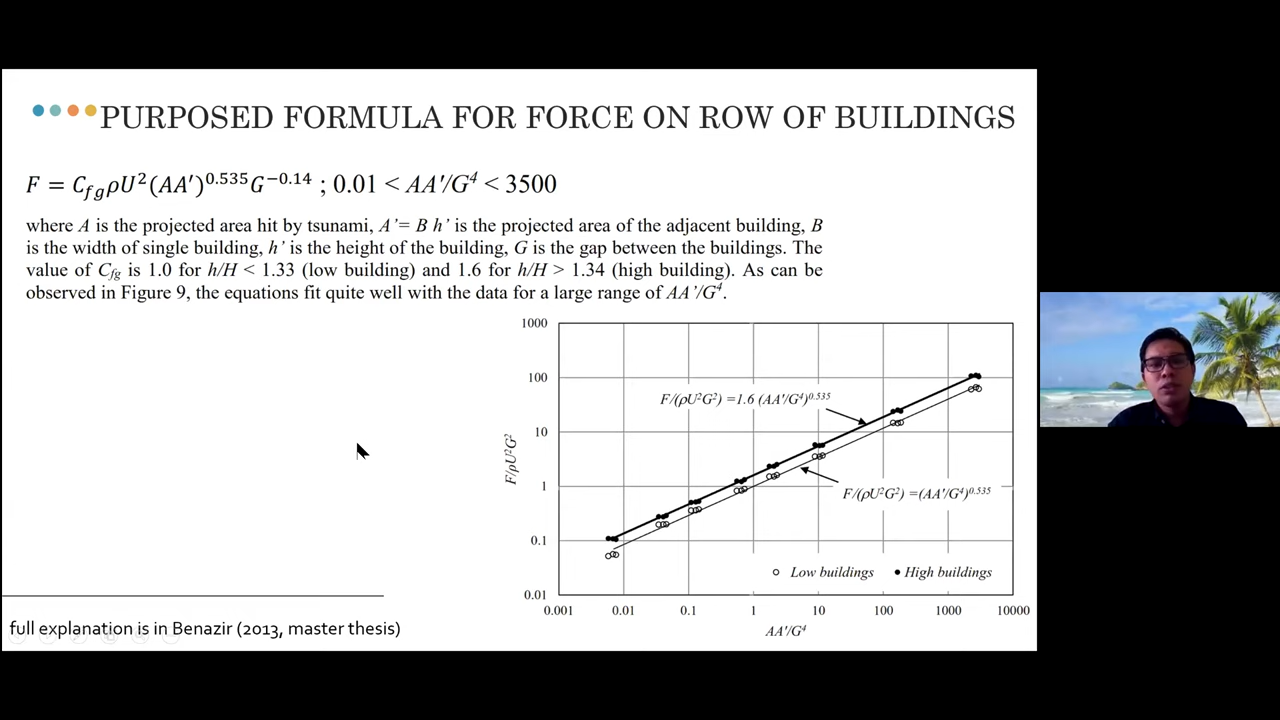 PURPOSED FORMULA FOR FORCE ON ROW OF BUILDINGS
F = C_{fg}ρU²(AA′)^{0.535}G^{−0.14} ; 0.01 < AA'/G⁴ < 3500
where A is the projected area hit by tsunami, A'= B h' is the projected area of the adjacent building, B
is the width of single building, h' is the height of the building, G is the gap between the buildings. The
value of C_{fg} is 1.0 for h/H < 1.33 (low building) and 1.6 for h/H > 1.34 (high building). As can be
observed in Figure 9, the equations fit quite well with the data for a large range of AA'/G⁴.
1000
100
10
1
0.1
0.01
F/ρU²G²
F/(ρU²G²) =1.6 (AA'/G⁴)^{0.535}
F/(ρU²G²) =(AA'/G⁴)^{0.535}
Low buildings
High buildings
0.001 0.01 0.1 1 10 100 1000 10000
AA'/G⁴
full explanation is in Benazir (2013, master thesis)